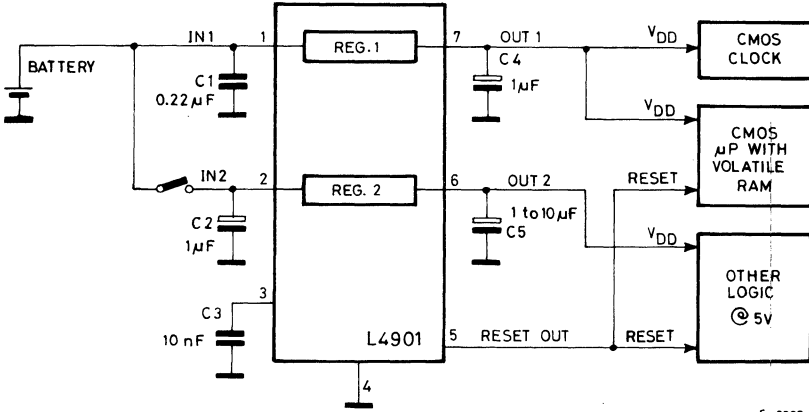 IN1 1 REG.1 7 OUT 1 VDD CMOS
CLOCK
BATTERY
C1
0.22µF
C4
1µF
VDD
CMOS
µP WITH
VOLATILE
RAM
IN2 2 REG. 2 6 OUT 2 RESET
C2
1µF
1 to 10µF
C5
VDD
OTHER
LOGIC
@ 5V
3
C3
10 nF
L4901
5 RESET OUT RESET
4